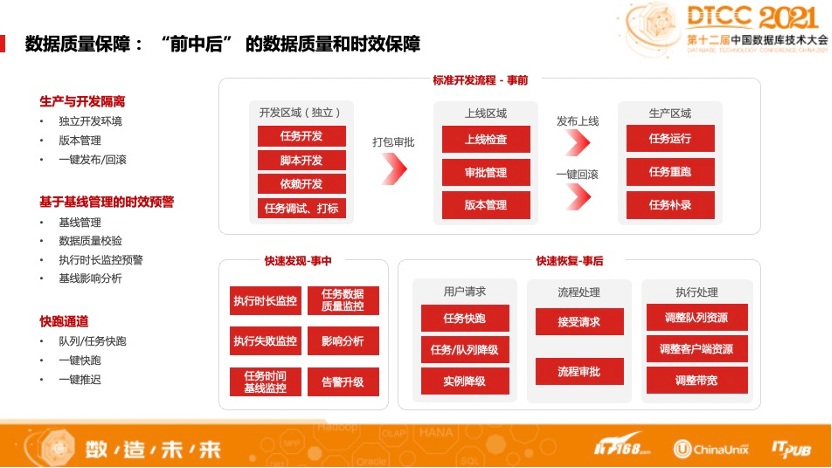 DTCC 2021
第十二届中国数据库技术大会
DATABASE TECHNOLOGY CONFERENCE CHINA 2021
数据质量保障： “前中后” 的数据质量和时效保障
生产与开发隔离
• 独立开发环境
• 版本管理
• 一键发布/回滚
基于基线管理的时效预警
• 基线管理
• 数据质量校验
• 执行时长监控预警
• 基线影响分析
快跑通道
• 队列/任务快跑
• 一键快跑
• 一键推迟
标准开发流程 - 事前
开发区域（独立）
任务开发
脚本开发
依赖开发
任务调试、打标
打包审批
上线区域
上线检查
审批管理
版本管理
发布上线
一键回滚
生产区域
任务运行
任务重跑
任务补录
快速发现-事中
执行时长监控
任务数据
质量监控
执行失败监控
影响分析
任务时间
基线监控
告警升级
快速恢复-事后
用户请求
任务快跑
任务/队列降级
实例降级
流程处理
接受请求
流程审批
执行处理
调整队列资源
调整客户端资源
调整带宽
数/造/未/来
Hadoop
OLAP
HANA
MPP
Oracle
SQL
IT168.com
ChinaUnix
ITPUB